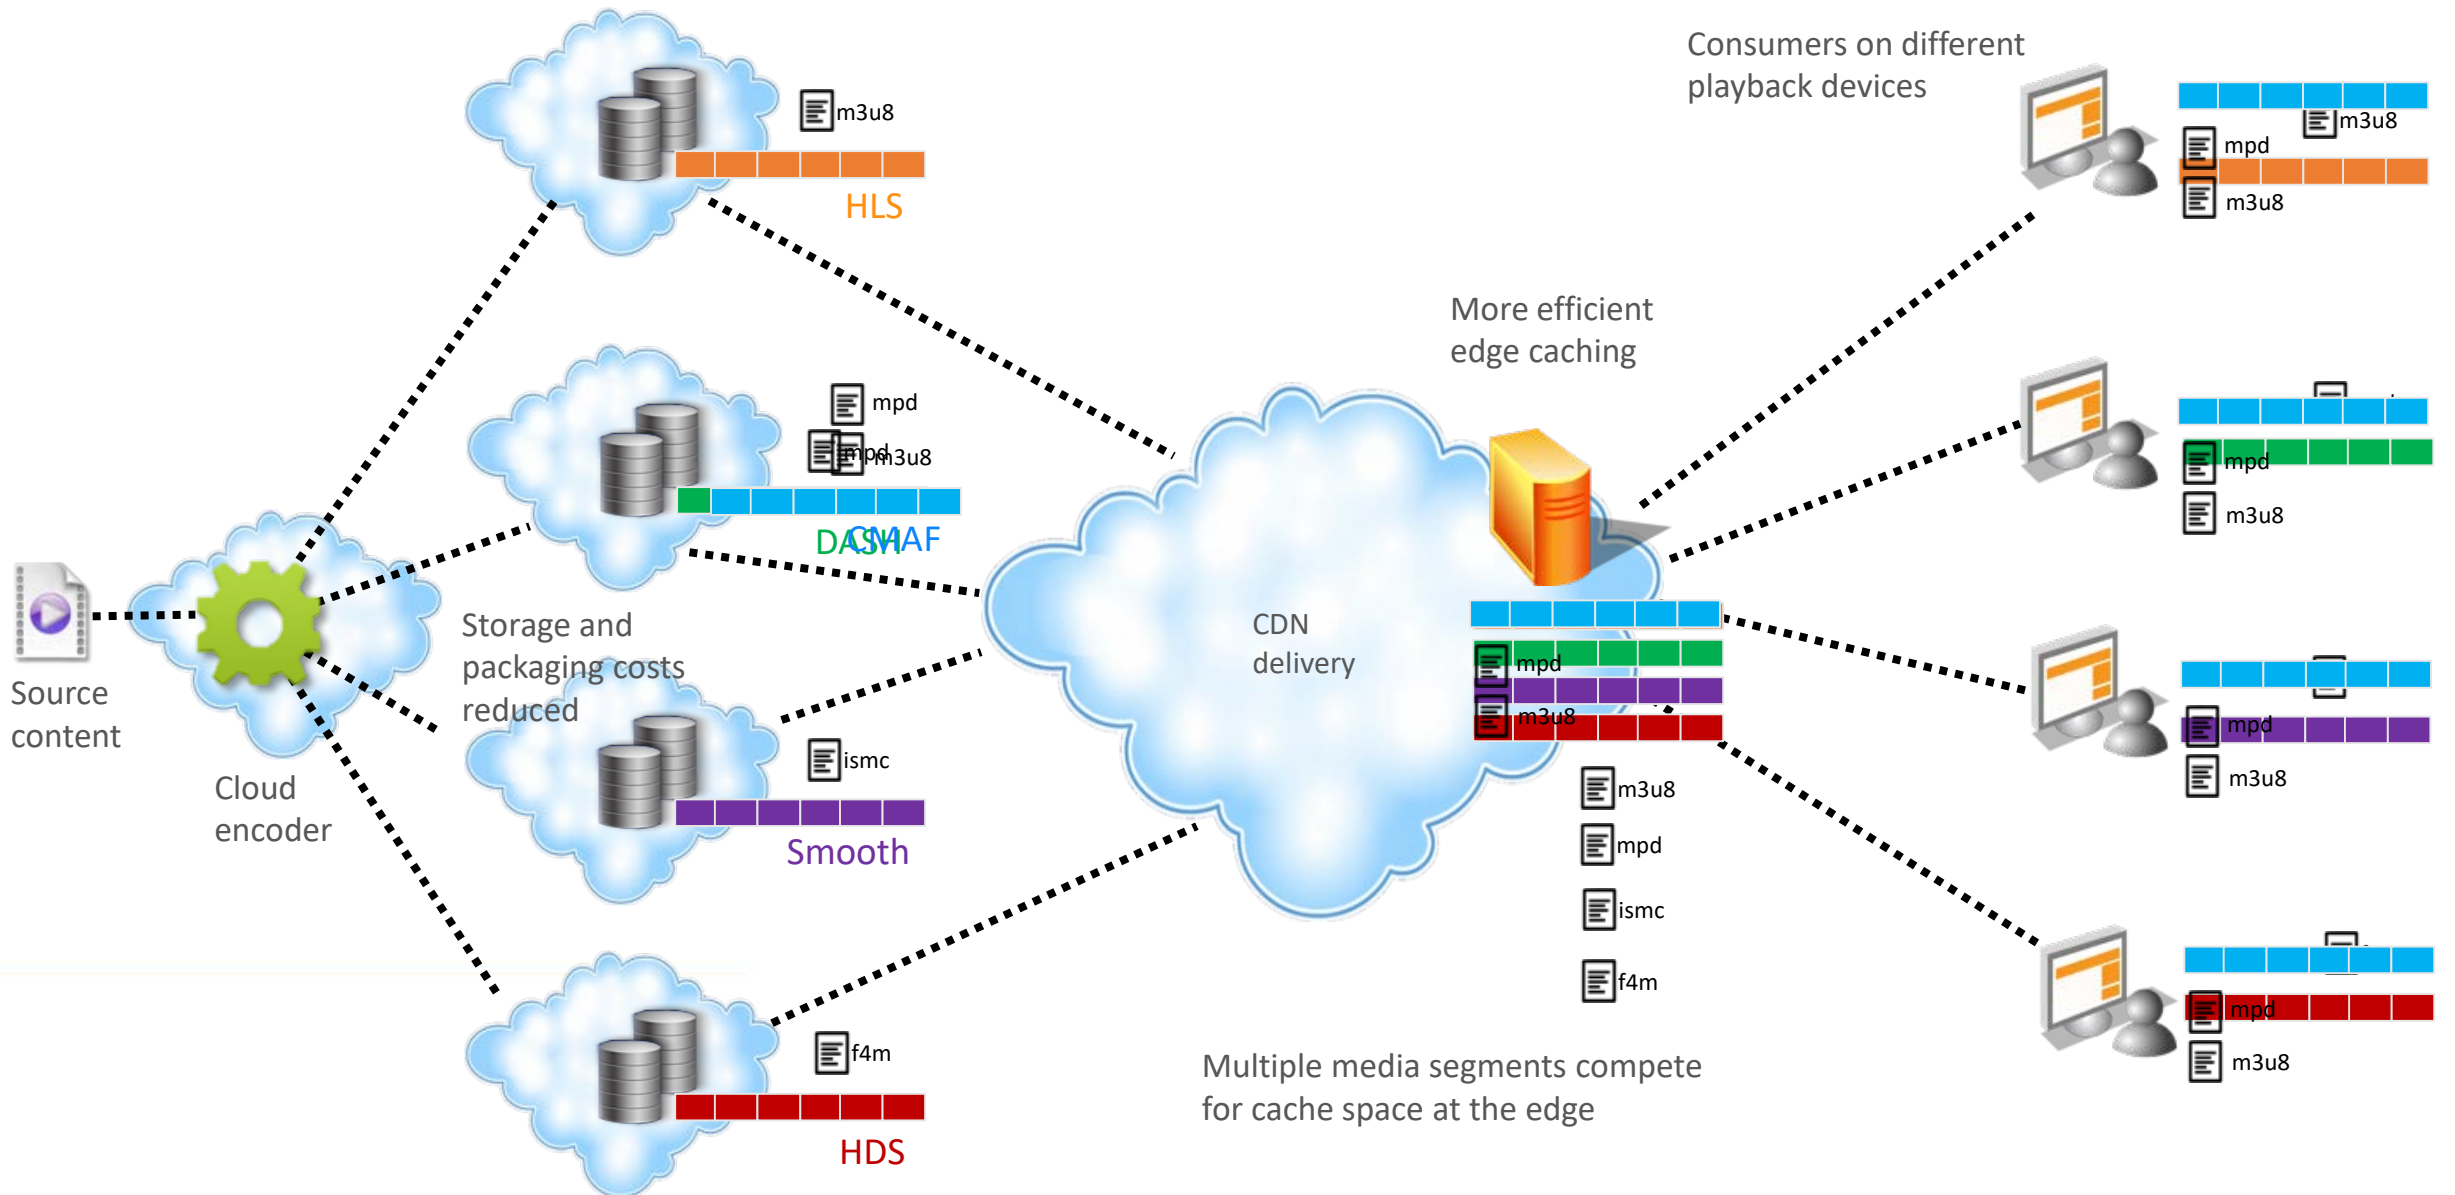 Consumers on different
playback devices
m3u8
HLS
m3u8
mpd
m3u8
More efficient
edge caching
mpd
mpd
m3u8
DASH
CMAF
mpd
m3u8
Source
content
Cloud
encoder
Storage and
packaging costs
reduced
CDN
delivery
mpd
m3u8
ismc
Smooth
m3u8
mpd
ismc
f4m
mpd
m3u8
f4m
HDS
Multiple media segments compete
for cache space at the edge
mpd
m3u8